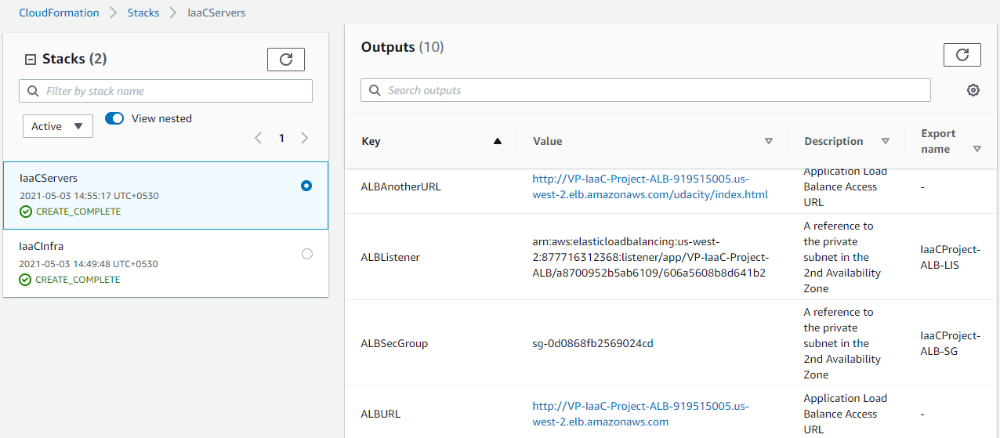 CloudFormation
Stacks
IaaCServers
Stacks (2)
Filter by stack name
Active
View nested
1
IaaCServers
2021-05-03 14:55:17 UTC+0530
CREATE_COMPLETE
IaaCInfra
2021-05-03 14:49:48 UTC+0530
CREATE_COMPLETE
Outputs (10)
Search outputs
Key
Value
Description
Export
name
ALBAnotherURL
http://VP-IaaC-Project-ALB-919515005.us-
west-2.elb.amazonaws.com/udacity/index.html
Application Load
Balance Access
URL
-
ALBListener
arn:aws:elasticloadbalancing:us-west-
2:877716312368:listener/app/VP-IaaC-Project-
ALB/a8700952b5ab6109/606a5608b8d641b2
A reference to
the private
subnet in the
2nd Availability
Zone
IaaCProject-
ALB-LIS
ALBSecGroup
sg-0d0868fb2569024cd
A reference to
the private
subnet in the
2nd Availability
Zone
IaaCProject-
ALB-SG
ALBURL
http://VP-IaaC-Project-ALB-919515005.us-
west-2.elb.amazonaws.com
Application Load
Balance Access
URL
-